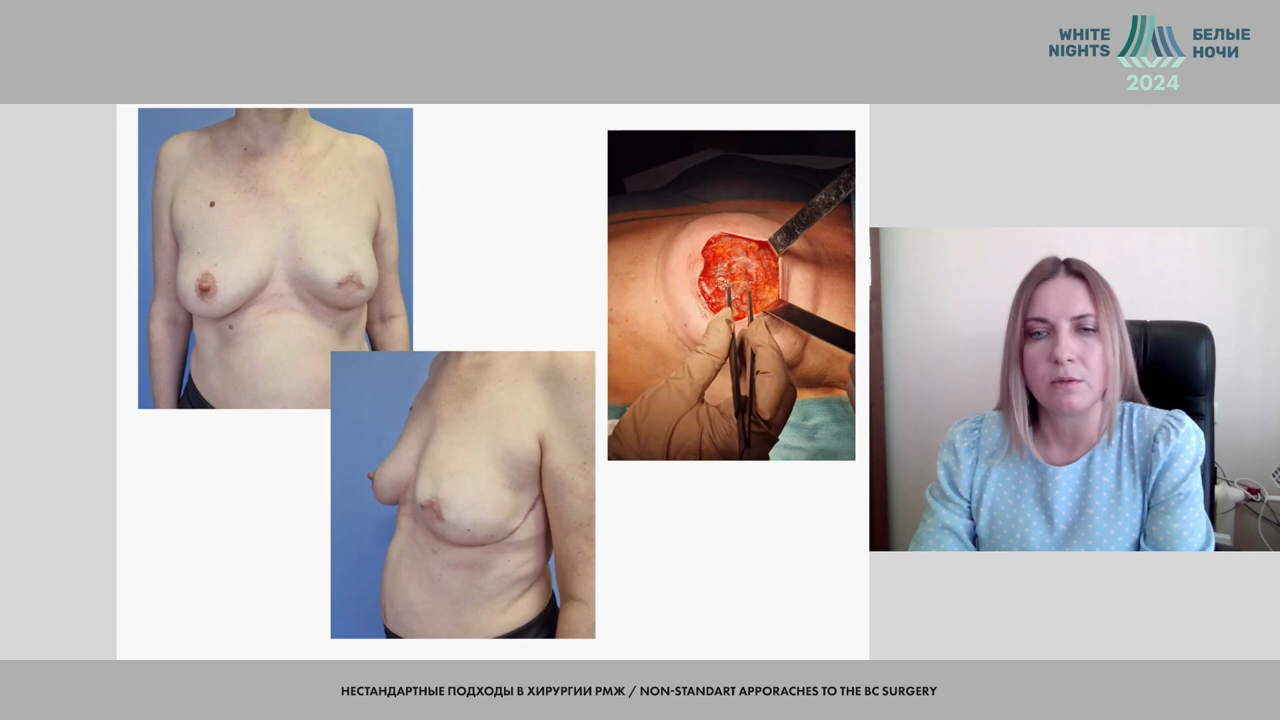 WHITE
NIGHTS
БЕЛЫЕ
НОЧИ
2024
НЕСТАНДАРТНЫЕ ПОДХОДЫ В ХИРУРГИИ РМЖ / NON-STANDART APPORACHES TO THE BC SURGERY